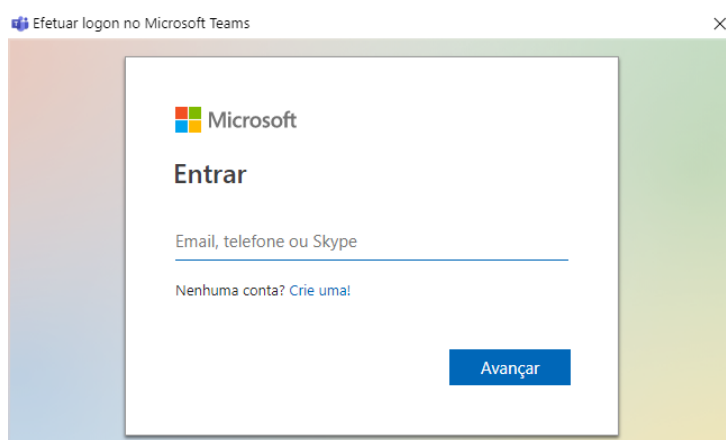 Efetuar logon no Microsoft Teams
Microsoft
Entrar
Email, telefone ou Skype
Nenhuma conta? Crie uma!
Avançar